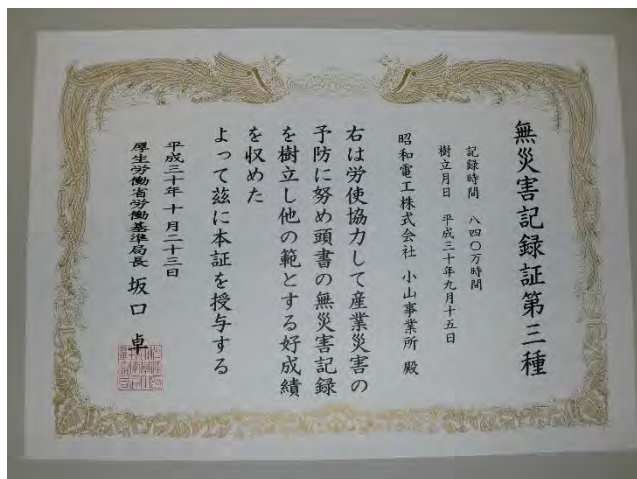 無災害記録証第三種
記録時間 八四〇万時間
樹立月日 平成三十年九月十五日
昭和電工株式会社 小山事業所 殿
右は労使協力して産業災害の
予防に努め頭書の無災害記録
を樹立し他の範とする好成績
を収めた
よって玆に本証を授与する
平成三十年十月二十三日
厚生労働省労働基準局長 坂口 卓